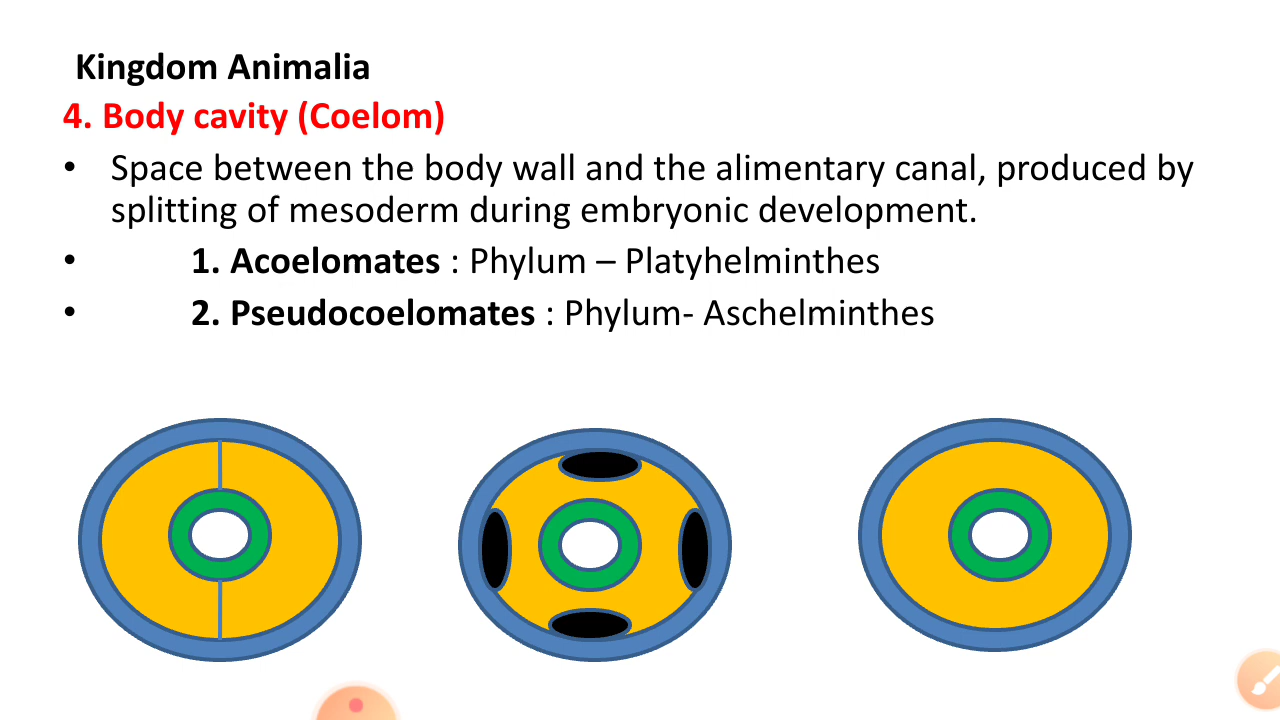 Kingdom Animalia
4. Body cavity (Coelom)
• Space between the body wall and the alimentary canal, produced by
splitting of mesoderm during embryonic development.
• 1. Acoelomates : Phylum – Platyhelminthes
• 2. Pseudocoelomates : Phylum- Aschelminthes